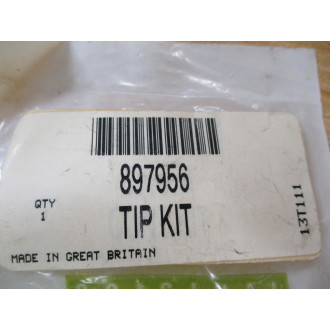 897956
QTY
1
TIP KIT
13T111
MADE IN GREAT BRITAIN